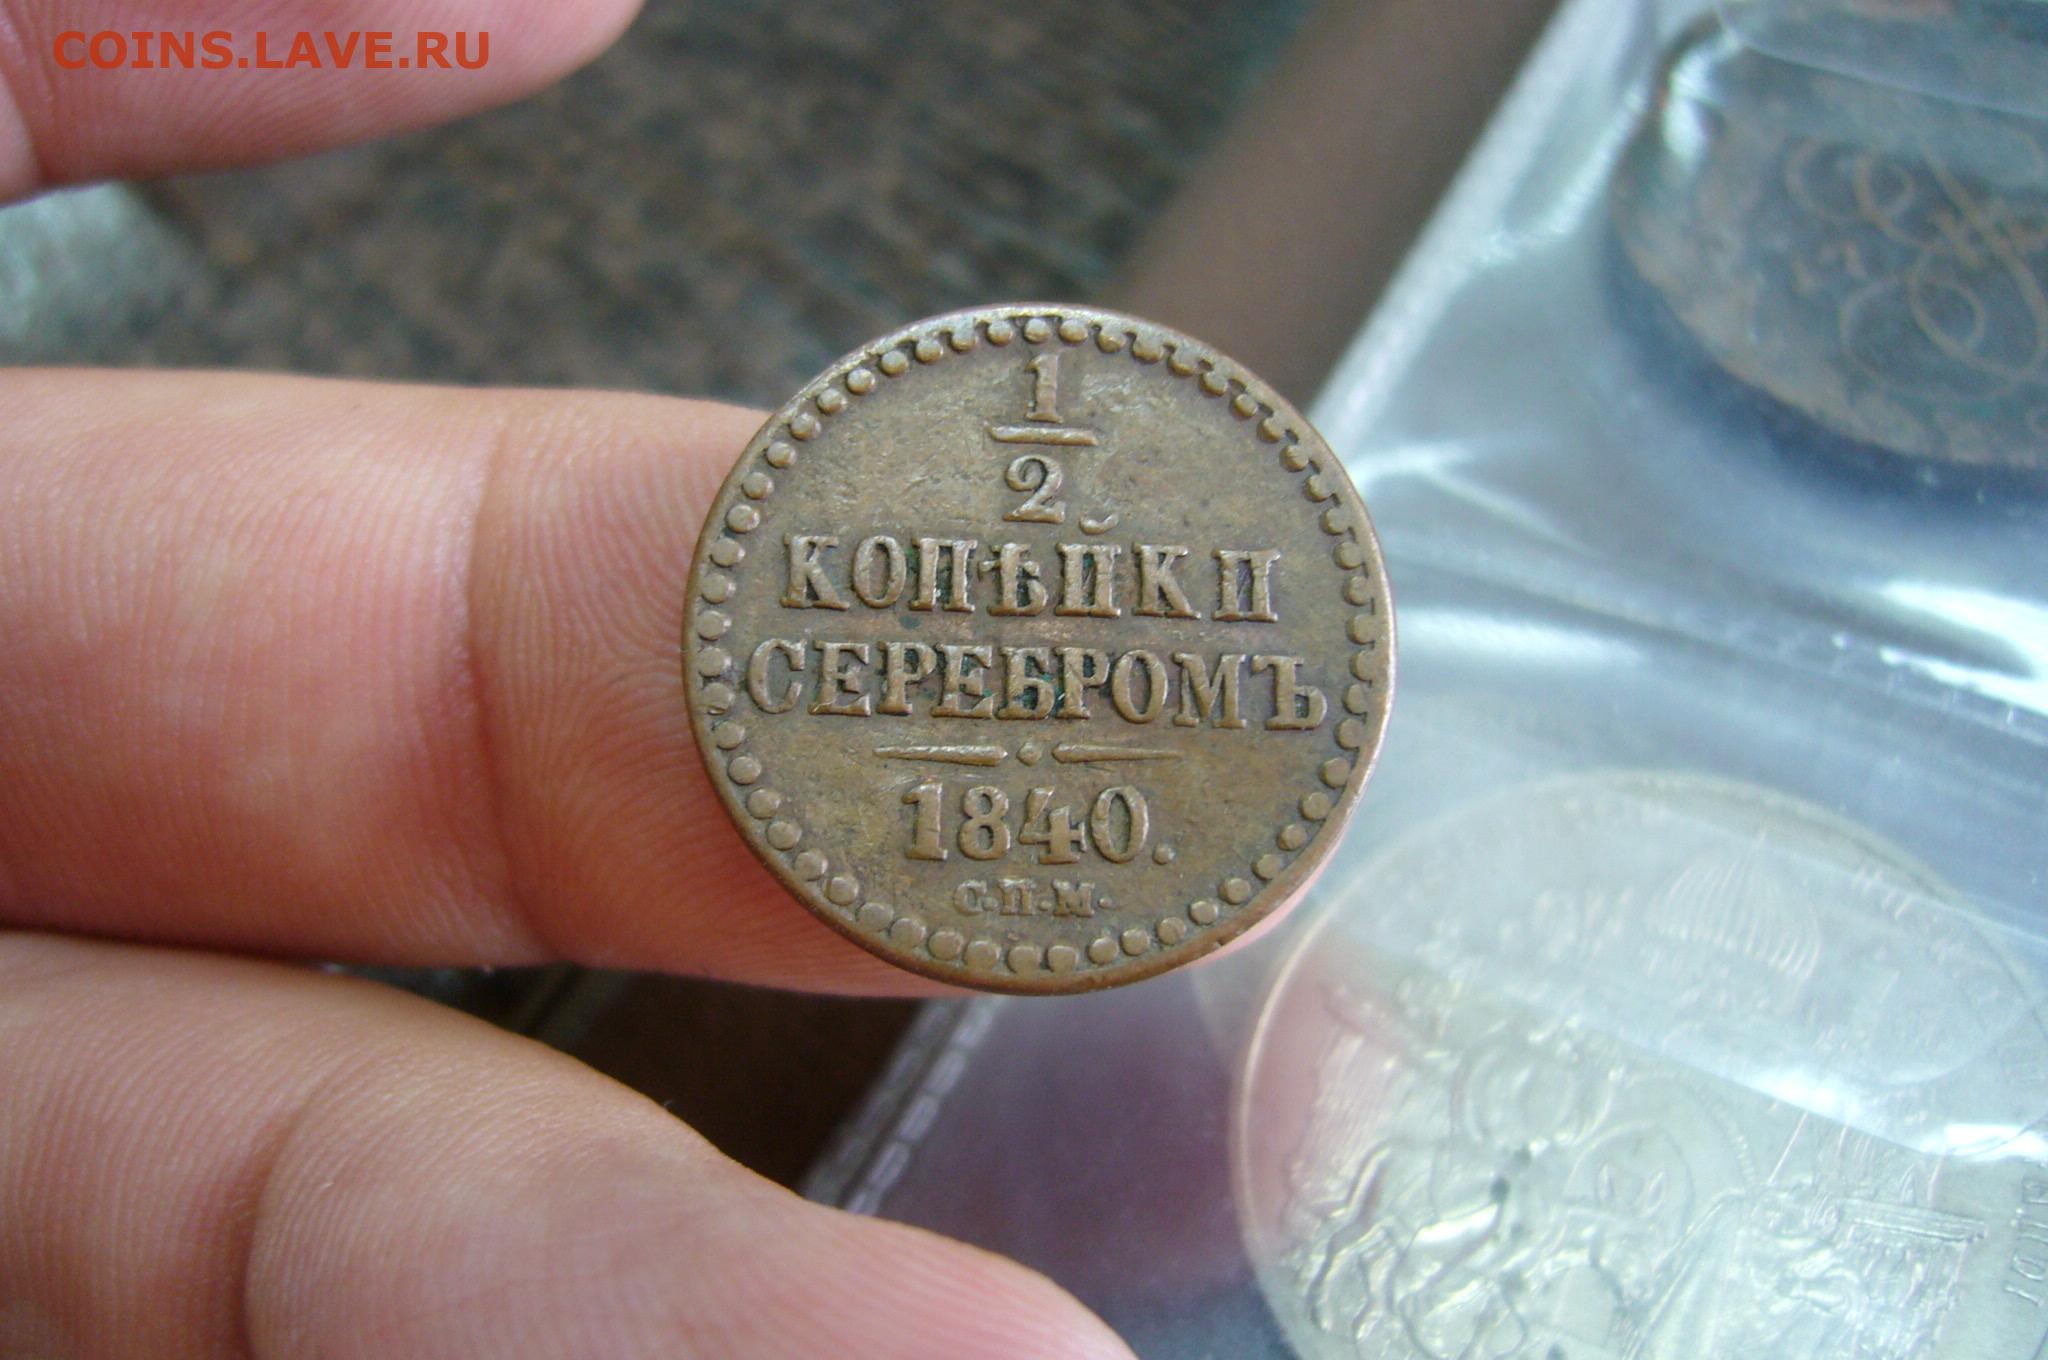 COINS.LAVE.RU
1
2
КОПѢЙКИ
СЕРЕБРОМЪ
1840.
С.П.М.